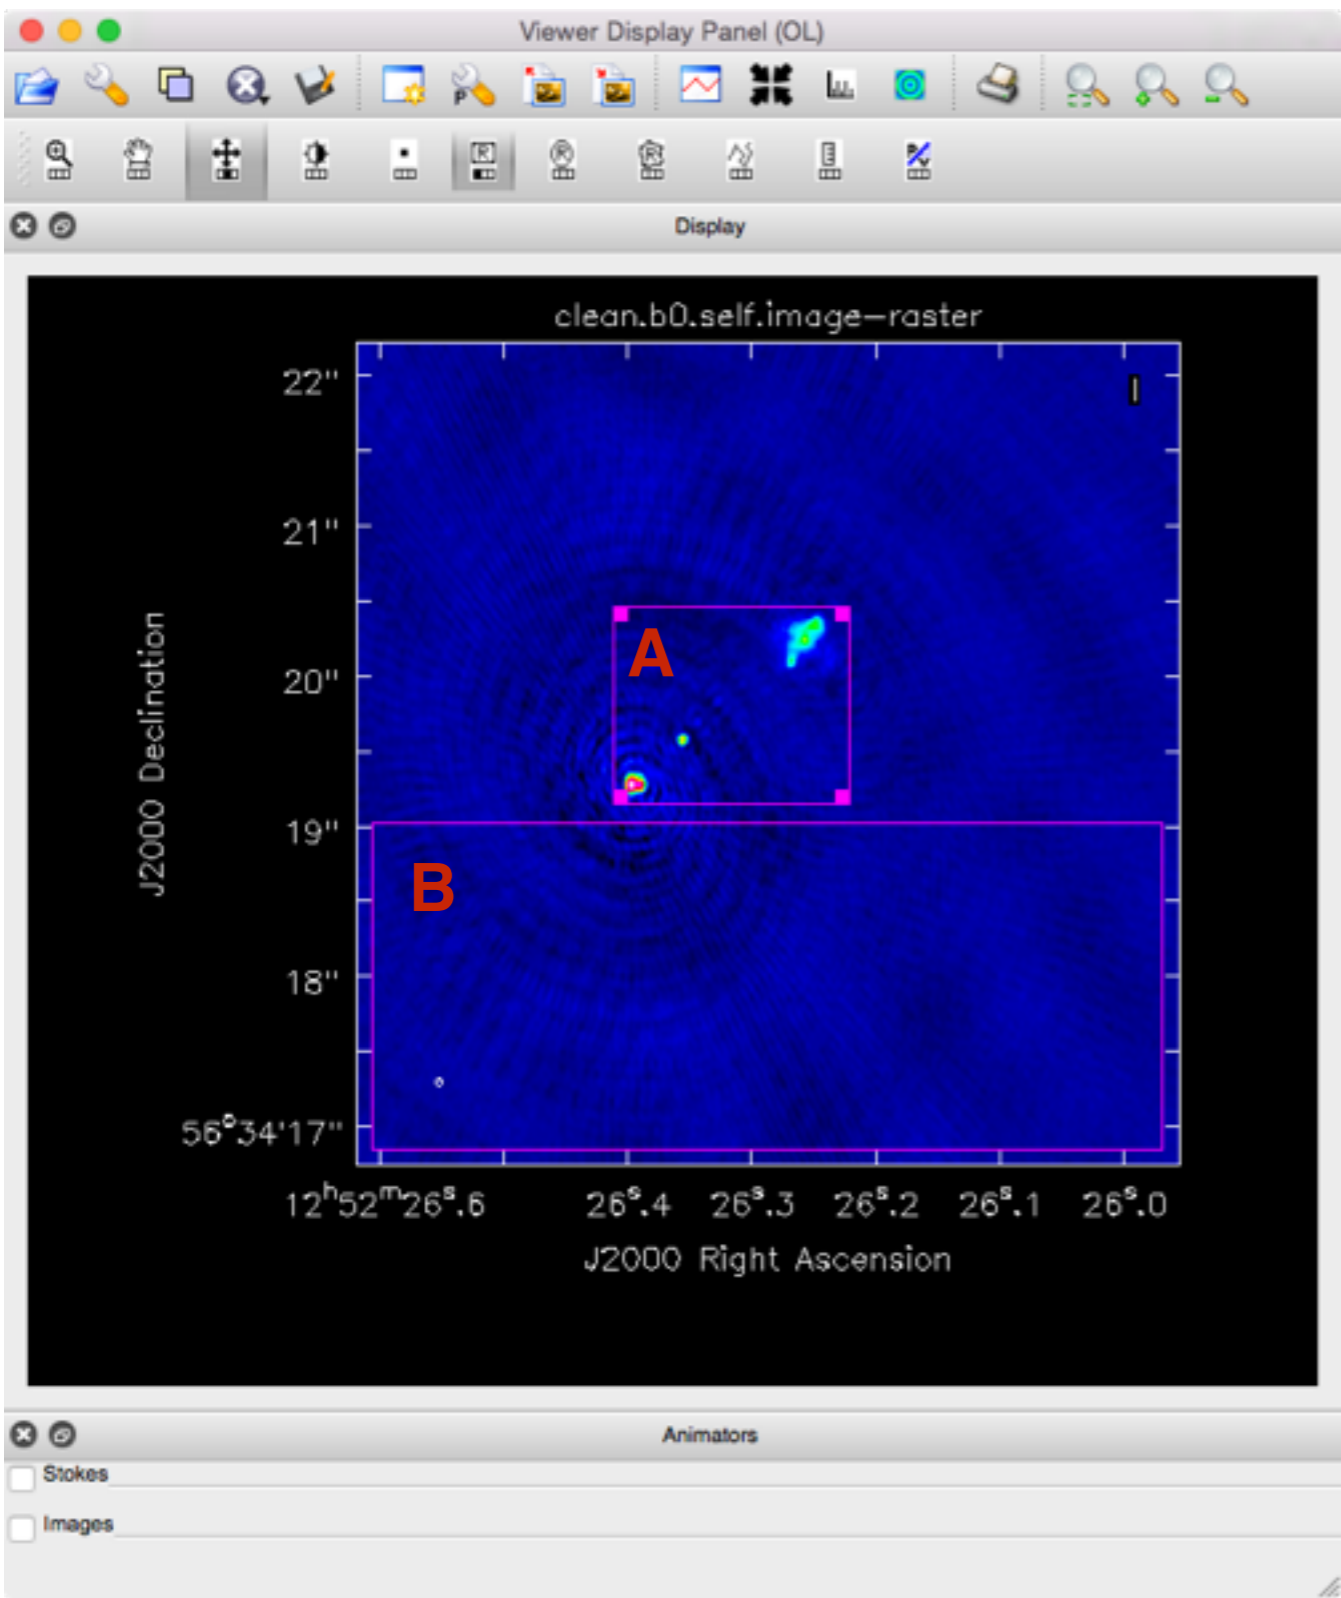 Viewer Display Panel (OL)
Display
clean.b0.self.image-raster
I
22"
21"
A
20"
J2000 Declination
19"
B
18"
56°34'17"
12ʰ52ᵐ26ˢ.6 26ˢ.4 26ˢ.3 26ˢ.2 26ˢ.1 26ˢ.0
J2000 Right Ascension
Animators
Stokes
Images